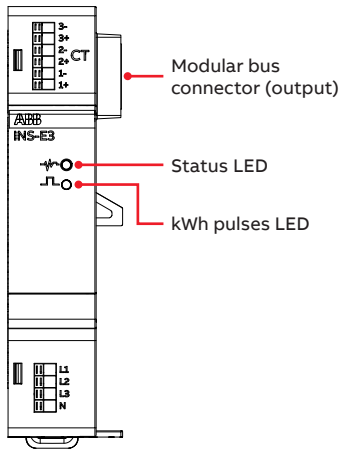 3-
3+
2-
2+
1-
1+
CT
Modular bus
connector (output)
ABB
INS-E3
Status LED
kWh pulses LED
L1
L2
L3
N